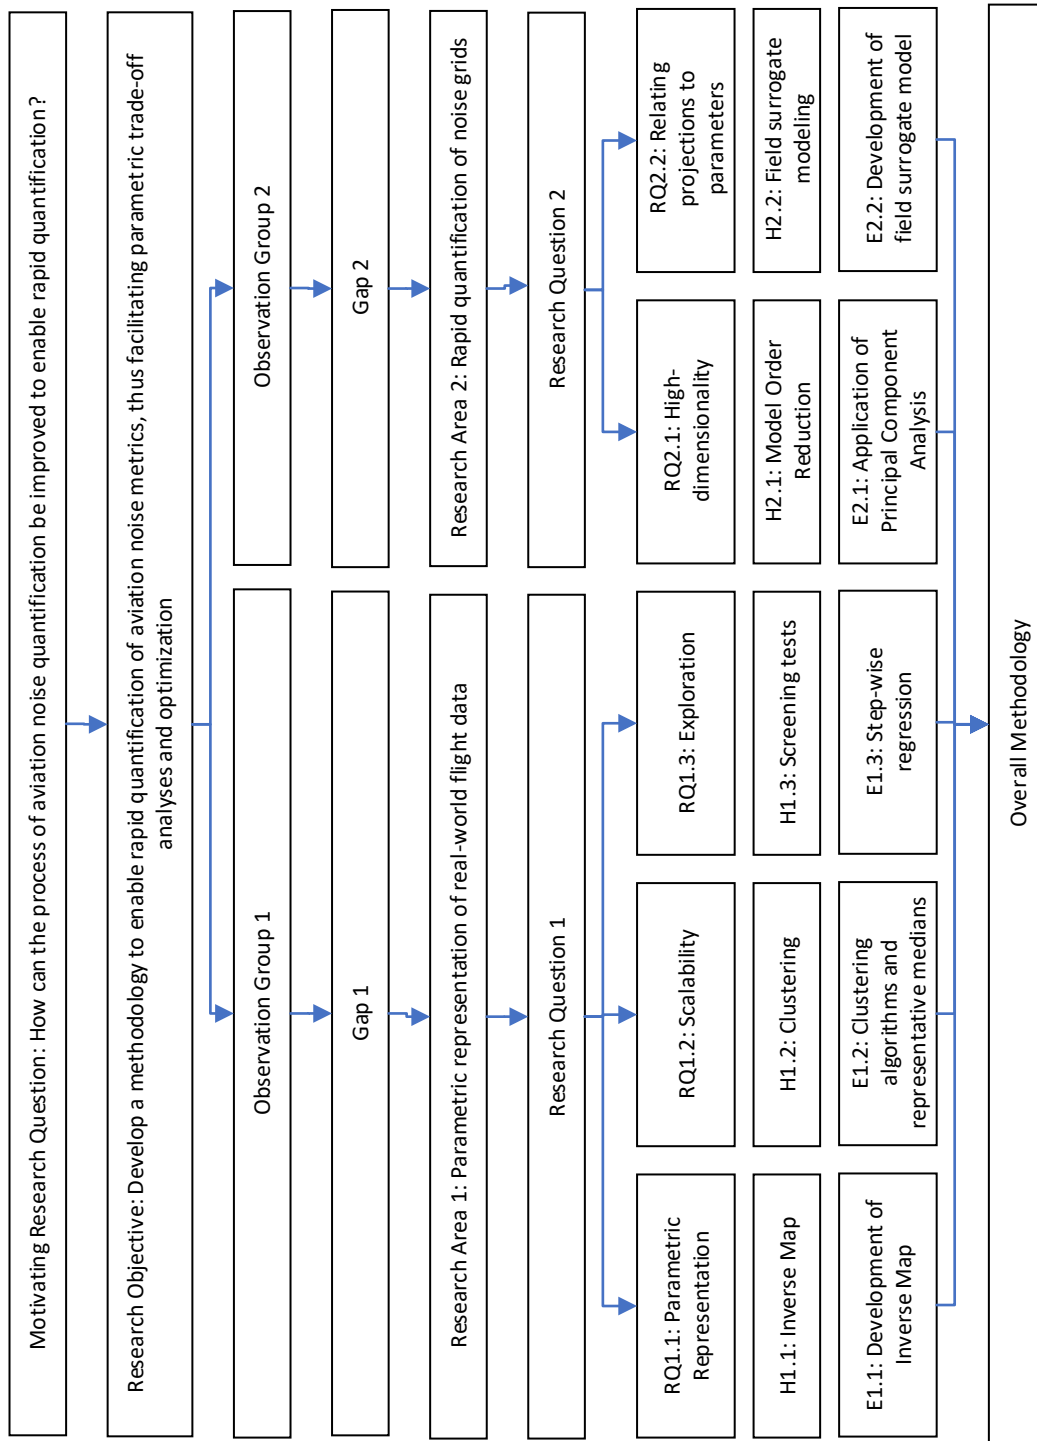 Motivating Research Question: How can the process of aviation noise quantification be improved to enable rapid quantification?
Research Objective: Develop a methodology to enable rapid quantification of aviation noise metrics, thus facilitating parametric trade-off
analyses and optimization
Observation Group 1
Observation Group 2
Gap 1
Gap 2
Research Area 1: Parametric representation of real-world flight data
Research Area 2: Rapid quantification of noise grids
Research Question 1
Research Question 2
RQ1.1: Parametric
Representation
RQ1.2: Scalability
RQ1.3: Exploration
RQ2.1: High-
dimensionality
RQ2.2: Relating
projections to
parameters
H1.1: Inverse Map
H1.2: Clustering
H1.3: Screening tests
H2.1: Model Order
Reduction
H2.2: Field surrogate
modeling
E1.1: Development of
Inverse Map
E1.2: Clustering
algorithms and
representative medians
E1.3: Step-wise
regression
E2.1: Application of
Principal Component
Analysis
E2.2: Development of
field surrogate model
Overall Methodology